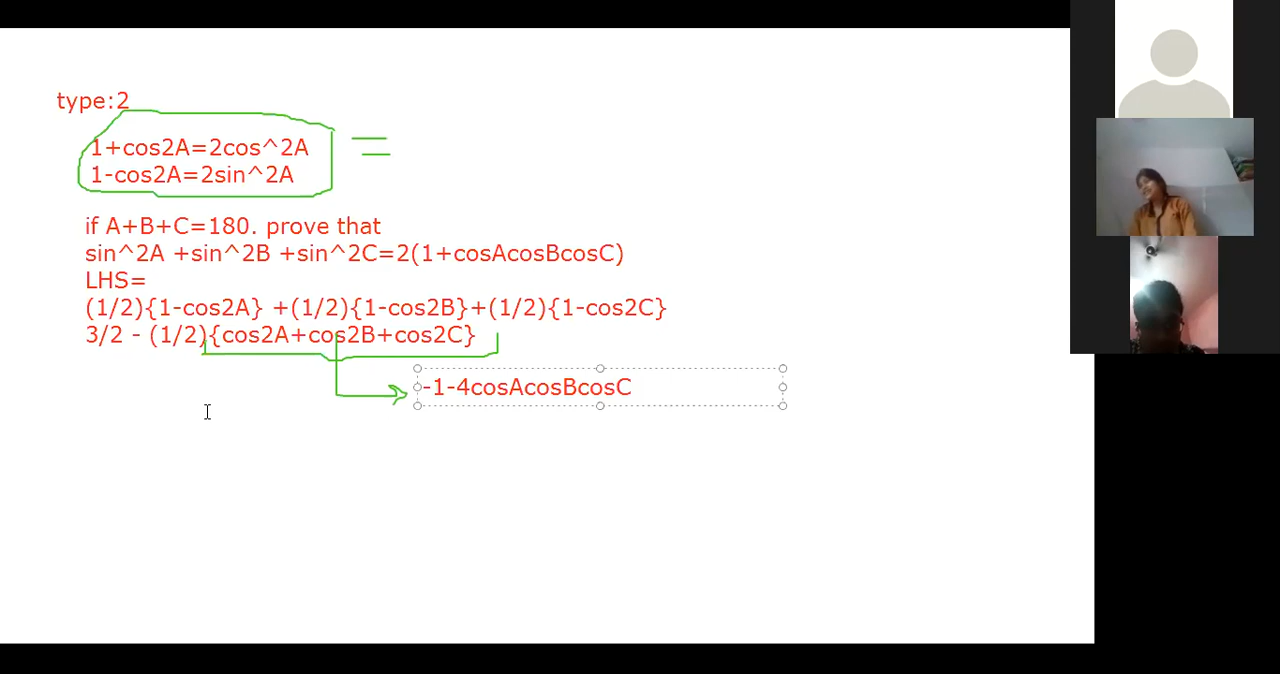 type:2
1+cos2A=2cos^2A
1-cos2A=2sin^2A
if A+B+C=180. prove that
sin^2A +sin^2B +sin^2C=2(1+cosAcosBcosC)
LHS=
(1/2){1-cos2A} +(1/2){1-cos2B}+(1/2){1-cos2C}
3/2 - (1/2){cos2A+cos2B+cos2C}
-1-4cosAcosBcosC